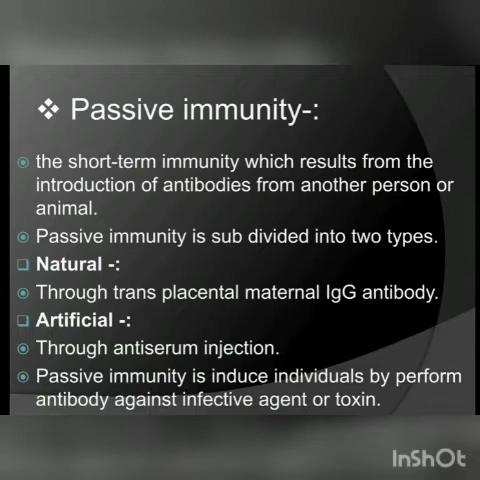 ❖ Passive immunity-:
the short-term immunity which results from the
introduction of antibodies from another person or
animal.
Passive immunity is sub divided into two types.
Natural -:
Through trans placental maternal IgG antibody.
Artificial -:
Through antiserum injection.
Passive immunity is induce individuals by perform
antibody against infective agent or toxin.
InShOt